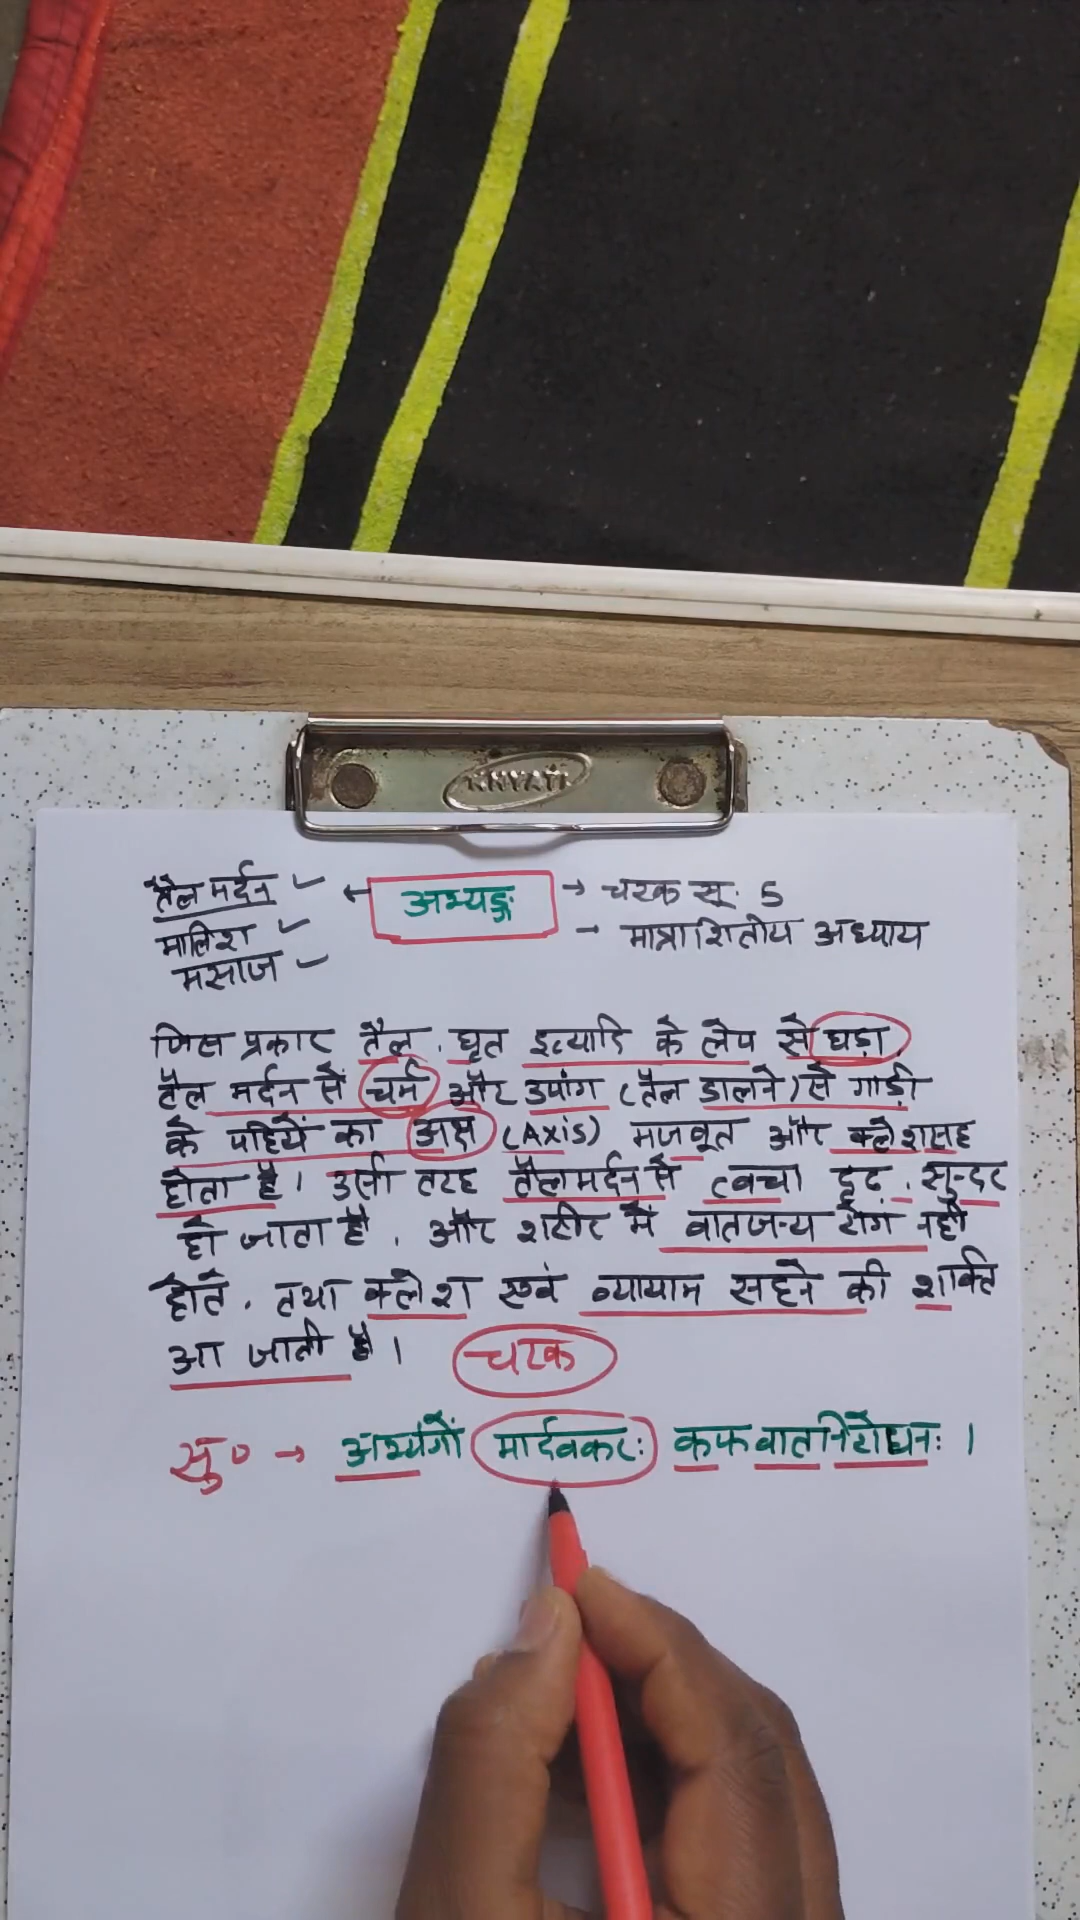 KHYATI
तैल मर्दन ← अभ्यङ्ग → चरक सू. 5
मालिश - मात्राशितीय अध्याय
मसाज
जिस प्रकार तैल, घृत इत्यादि के लेप से घड़ा,
तैल मर्दन से चर्म और उपांग (तैल डालने) से गाड़ी
के पहिये का अक्ष (Axis) मजबूत और क्लेशसह
होता है। उसी तरह तैलमर्दन से त्वचा दृढ़, सुन्दर
हो जाता है, और शरीर में वातजन्य रोग नही
होते, तथा क्लेश एवं व्यायाम सहने की शक्ति
आ जाती है। चरक
सु० → अभ्यंगों मार्दवकरः कफवातनिरोधनः ।